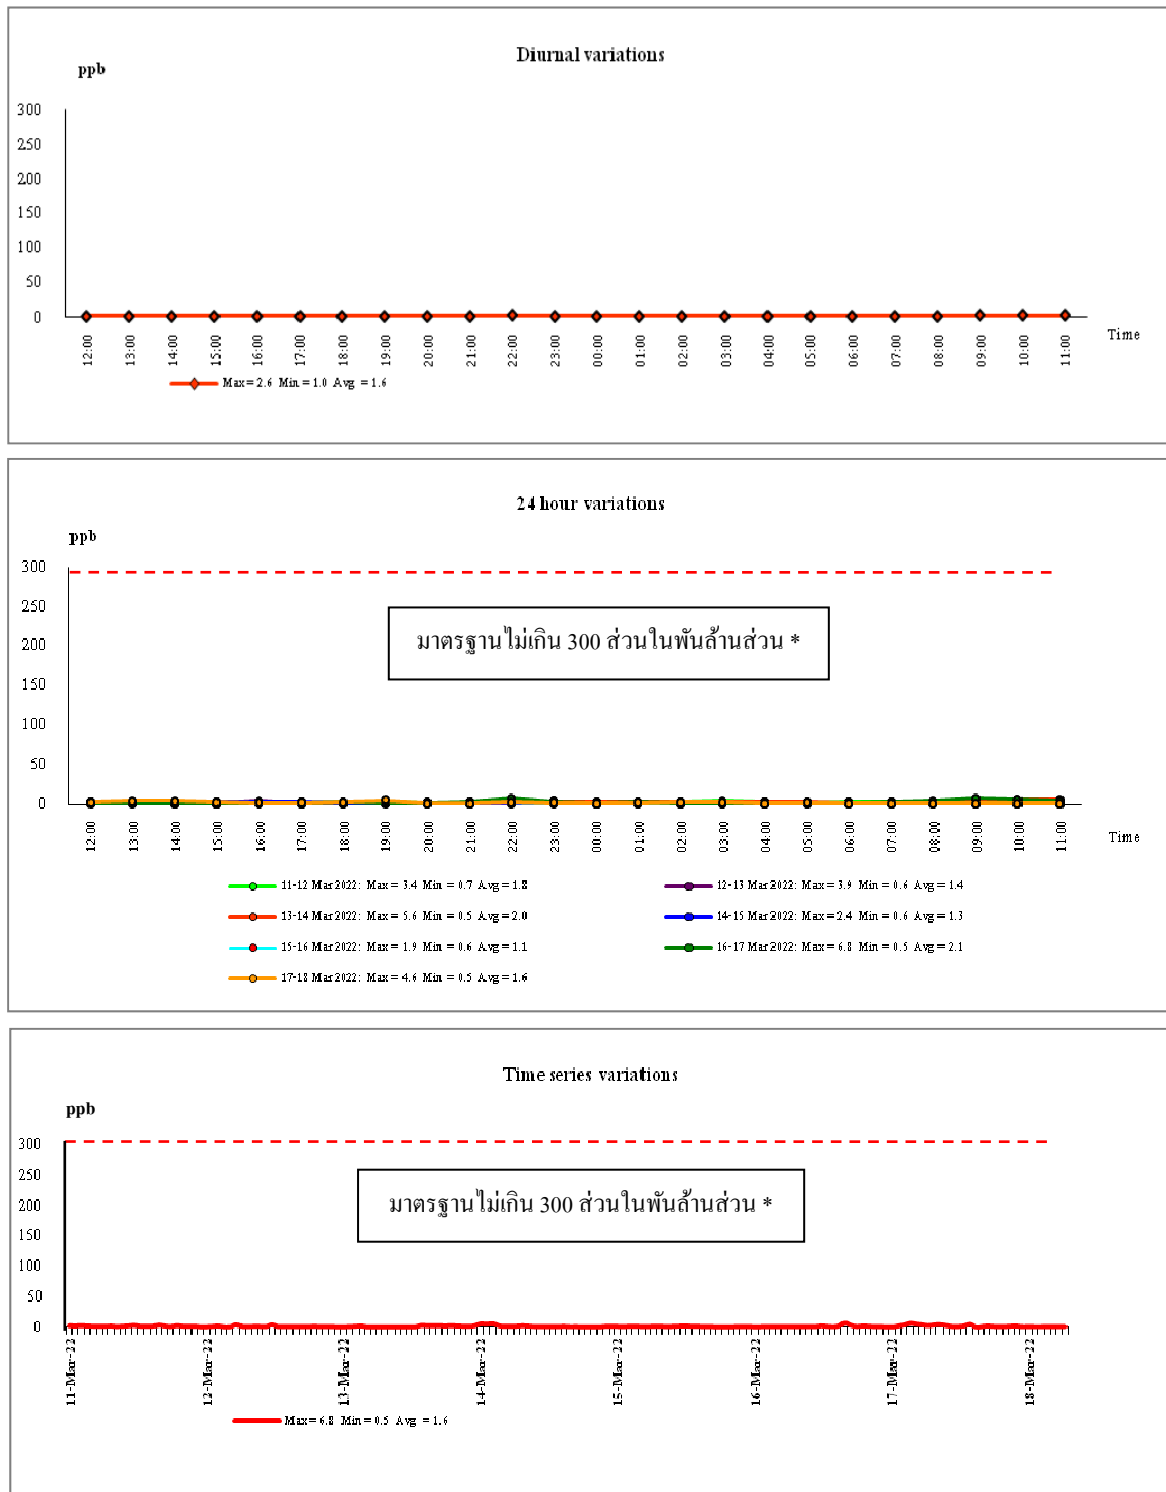 Diurnal variations
ppb
300
250
200
150
100
50
0
12:00 13:00 14:00 15:00 16:00 17:00 18:00 19:00 20:00 21:00 22:00 23:00 00:00 01:00 02:00 03:00 04:00 05:00 06:00 07:00 08:00 09:00 10:00 11:00
Time
Max = 2.6 Min = 1.0 Avg = 1.6
24 hour variations
ppb
300
250
200
150
100
50
0
มาตรฐานไม่เกิน 300 ส่วนในพันล้านส่วน *
12:00 13:00 14:00 15:00 16:00 17:00 18:00 19:00 20:00 21:00 22:00 23:00 00:00 01:00 02:00 03:00 04:00 05:00 06:00 07:00 08:00 09:00 10:00 11:00
Time
11-12 Mar 2022: Max = 3.4 Min = 0.7 Avg = 1.8
12-13 Mar 2022: Max = 3.9 Min = 0.6 Avg = 1.4
13-14 Mar 2022: Max = 5.6 Min = 0.5 Avg = 2.0
14-15 Mar 2022: Max = 2.4 Min = 0.6 Avg = 1.3
15-16 Mar 2022: Max = 1.9 Min = 0.6 Avg = 1.1
16-17 Mar 2022: Max = 6.8 Min = 0.5 Avg = 2.1
17-18 Mar 2022: Max = 4.6 Min = 0.5 Avg = 1.6
Time series variations
ppb
300
250
200
150
100
50
0
มาตรฐานไม่เกิน 300 ส่วนในพันล้านส่วน *
11-Mar-22 12-Mar-22 13-Mar-22 14-Mar-22 15-Mar-22 16-Mar-22 17-Mar-22 18-Mar-22
Max = 6.8 Min = 0.5 Avg = 1.6